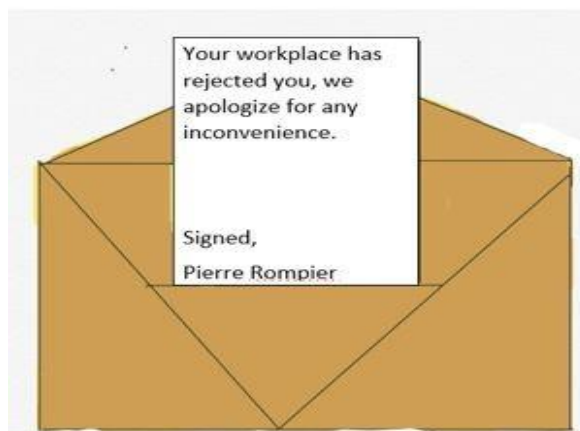 Your workplace has
rejected you, we
apologize for any
inconvenience.
Signed,
Pierre Rompier